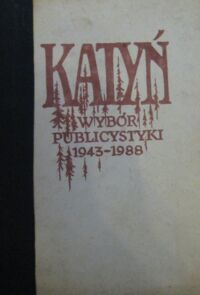 KATYŃ
WYBÓR
PUBLICYSTYKI
1943-1988